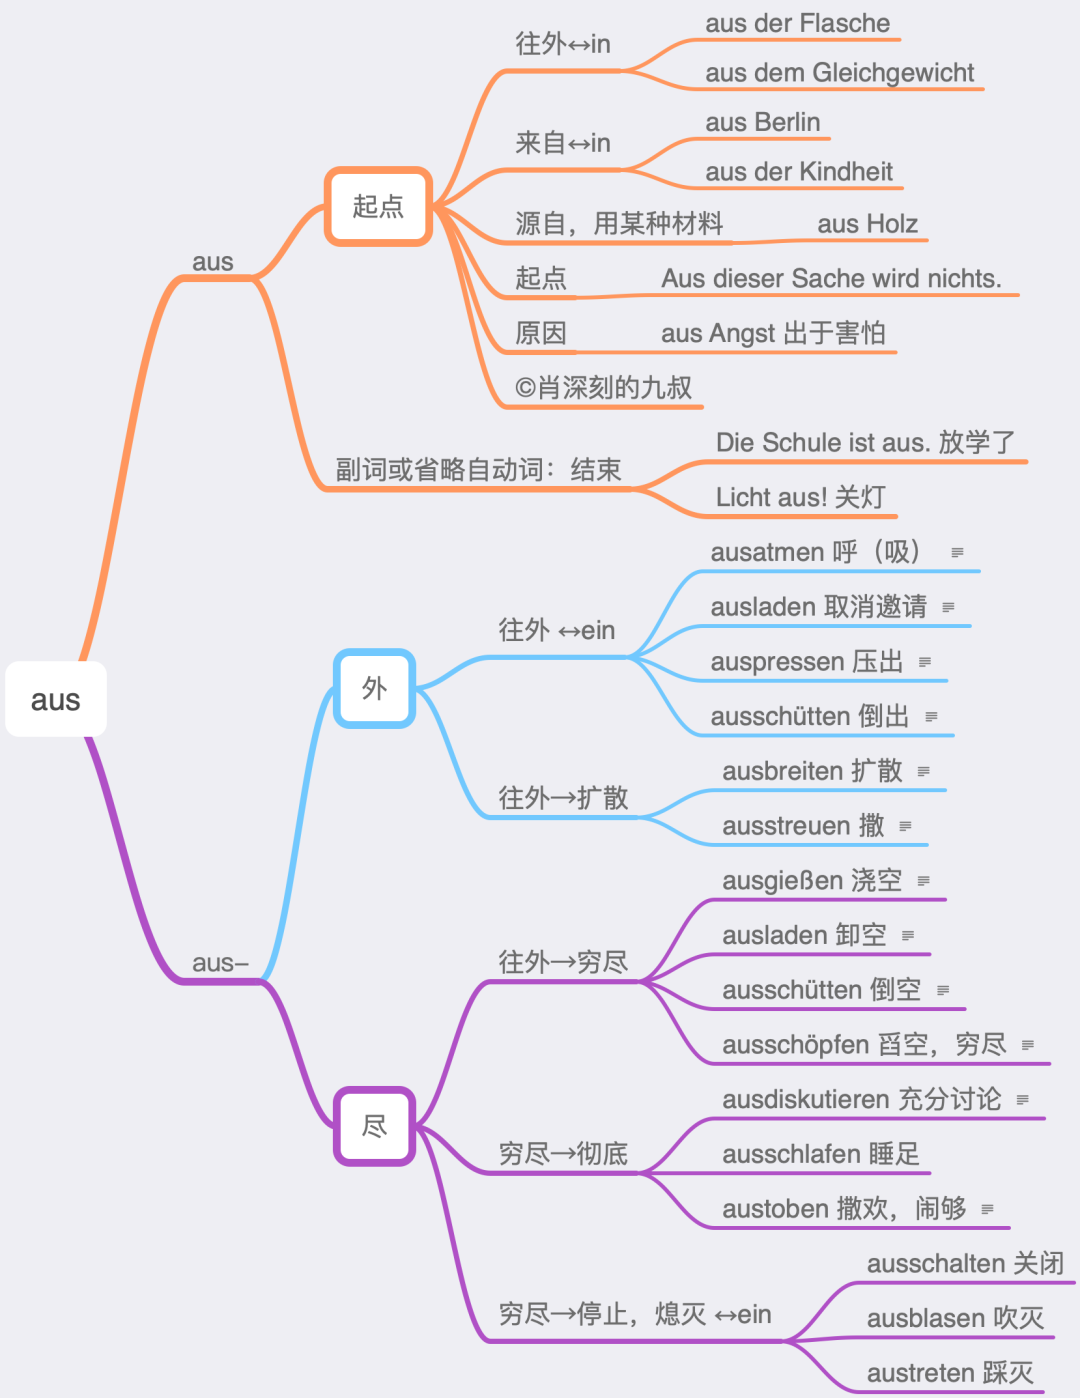 aus
aus
起点
往外↔in
aus der Flasche
aus dem Gleichgewicht
来自↔in
aus Berlin
aus der Kindheit
源自，用某种材料
aus Holz
起点
Aus dieser Sache wird nichts.
原因
aus Angst 出于害怕
©肖深刻的九叔
副词或省略自动词：结束
Die Schule ist aus. 放学了
Licht aus! 关灯
aus–
外
往外 ↔ein
ausatmen 呼（吸）
ausladen 取消邀请
auspressen 压出
ausschütten 倒出
往外→扩散
ausbreiten 扩散
ausstreuen 撒
尽
往外→穷尽
ausgießen 浇空
ausladen 卸空
ausschütten 倒空
ausschöpfen 舀空，穷尽
穷尽→彻底
ausdiskutieren 充分讨论
ausschlafen 睡足
austoben 撒欢，闹够
穷尽→停止，熄灭 ↔ein
ausschalten 关闭
ausblasen 吹灭
austreten 踩灭